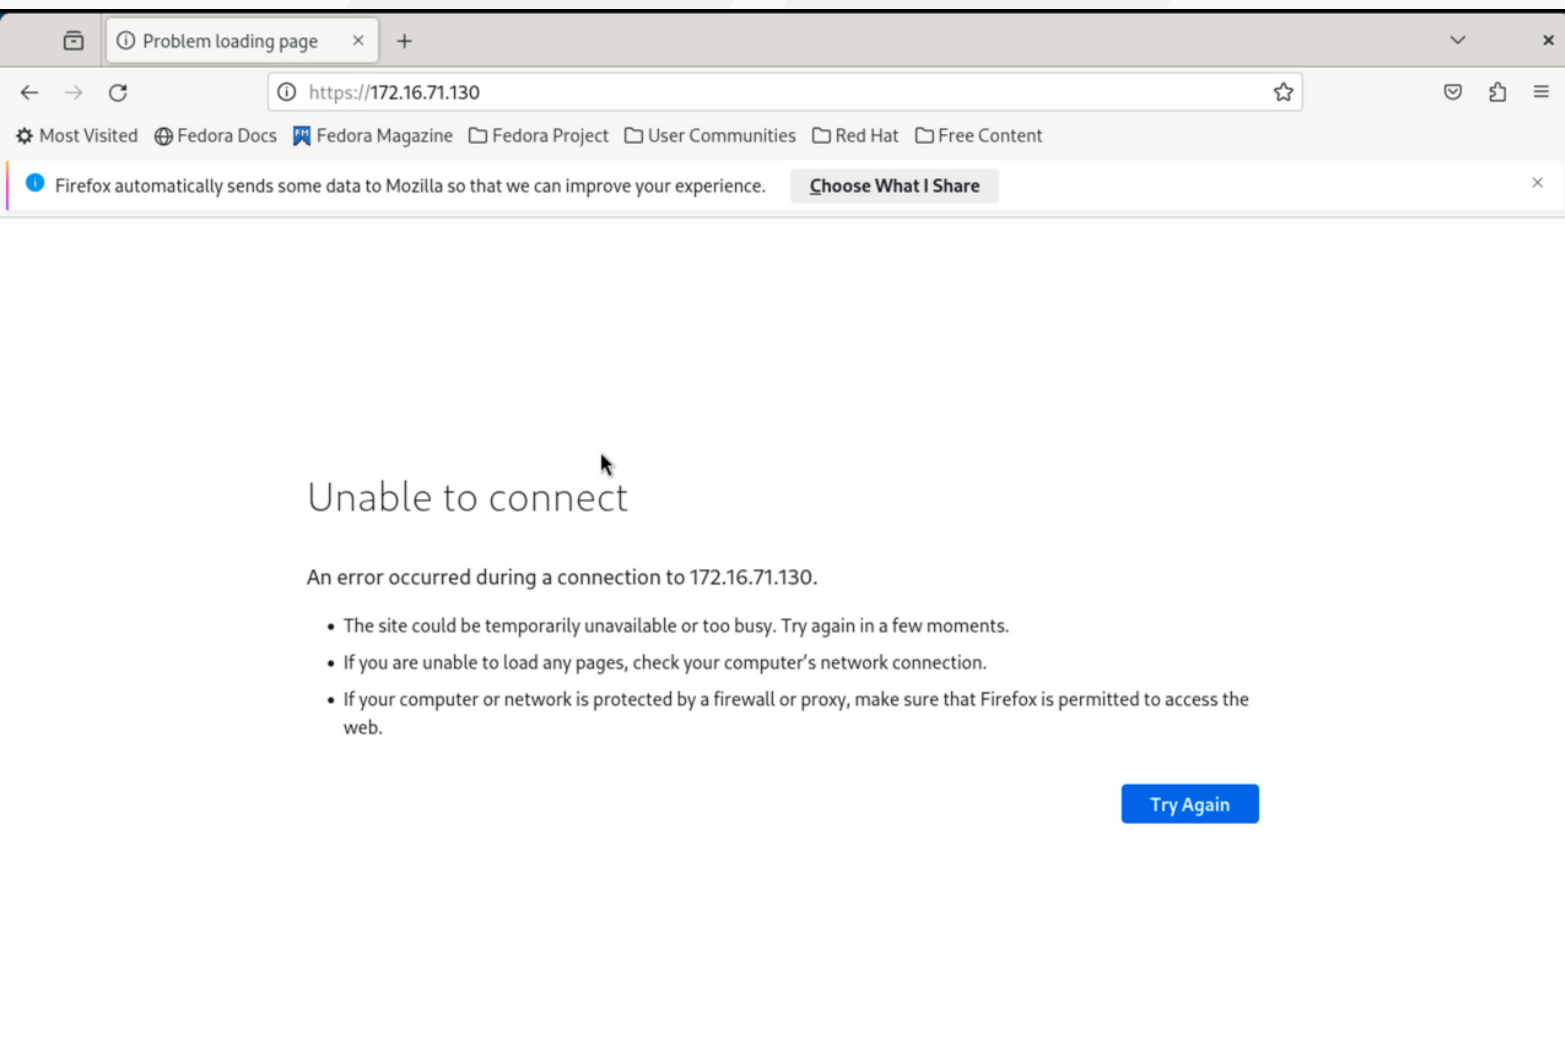 Problem loading page
https://172.16.71.130
Most Visited Fedora Docs Fedora Magazine Fedora Project User Communities Red Hat Free Content
Firefox automatically sends some data to Mozilla so that we can improve your experience. Choose What I Share
Unable to connect
An error occurred during a connection to 172.16.71.130.
• The site could be temporarily unavailable or too busy. Try again in a few moments.
• If you are unable to load any pages, check your computer’s network connection.
• If your computer or network is protected by a firewall or proxy, make sure that Firefox is permitted to access the
web.
Try Again